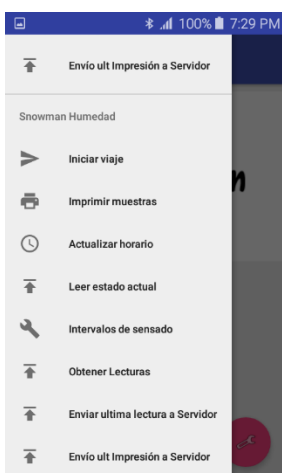 100% 7:29 PM
Envío ult Impresión a Servidor
Snowman Humedad
Iniciar viaje
Imprimir muestras
Actualizar horario
Leer estado actual
Intervalos de sensado
Obtener Lecturas
Enviar ultima lectura a Servidor
Envío ult Impresión a Servidor